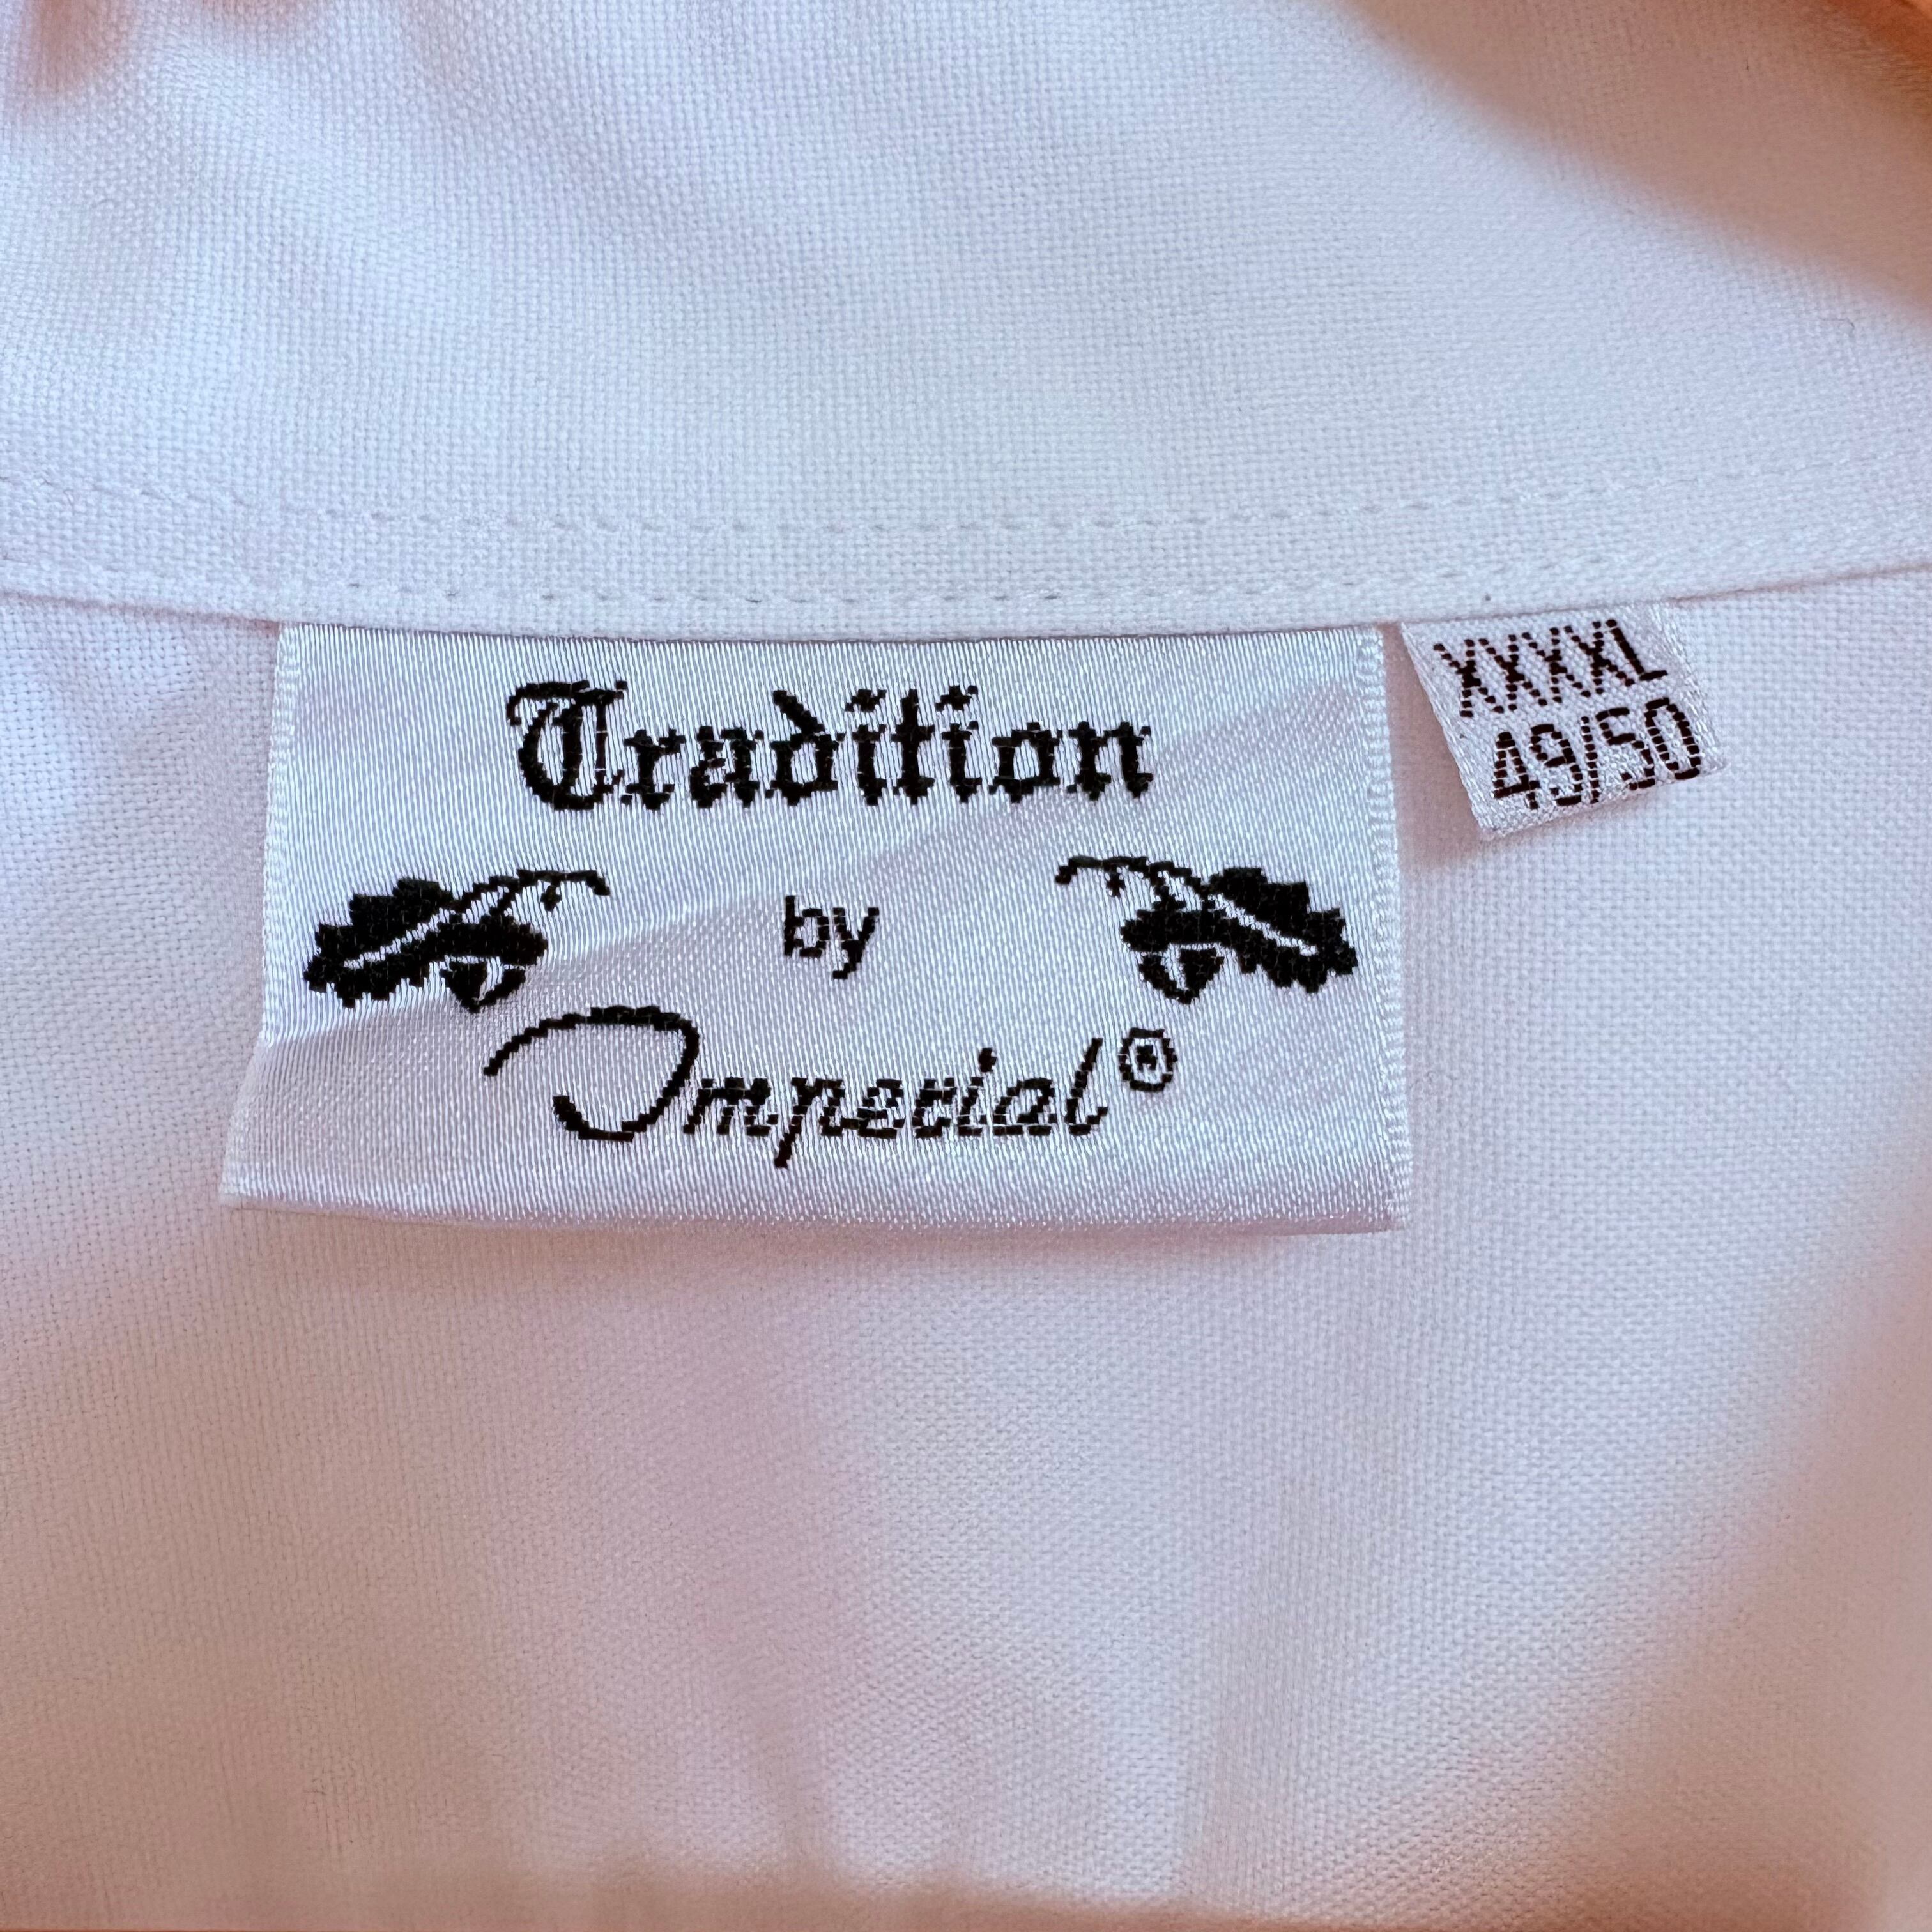 Tradition
by
Imperial®
XXXXL
49/50